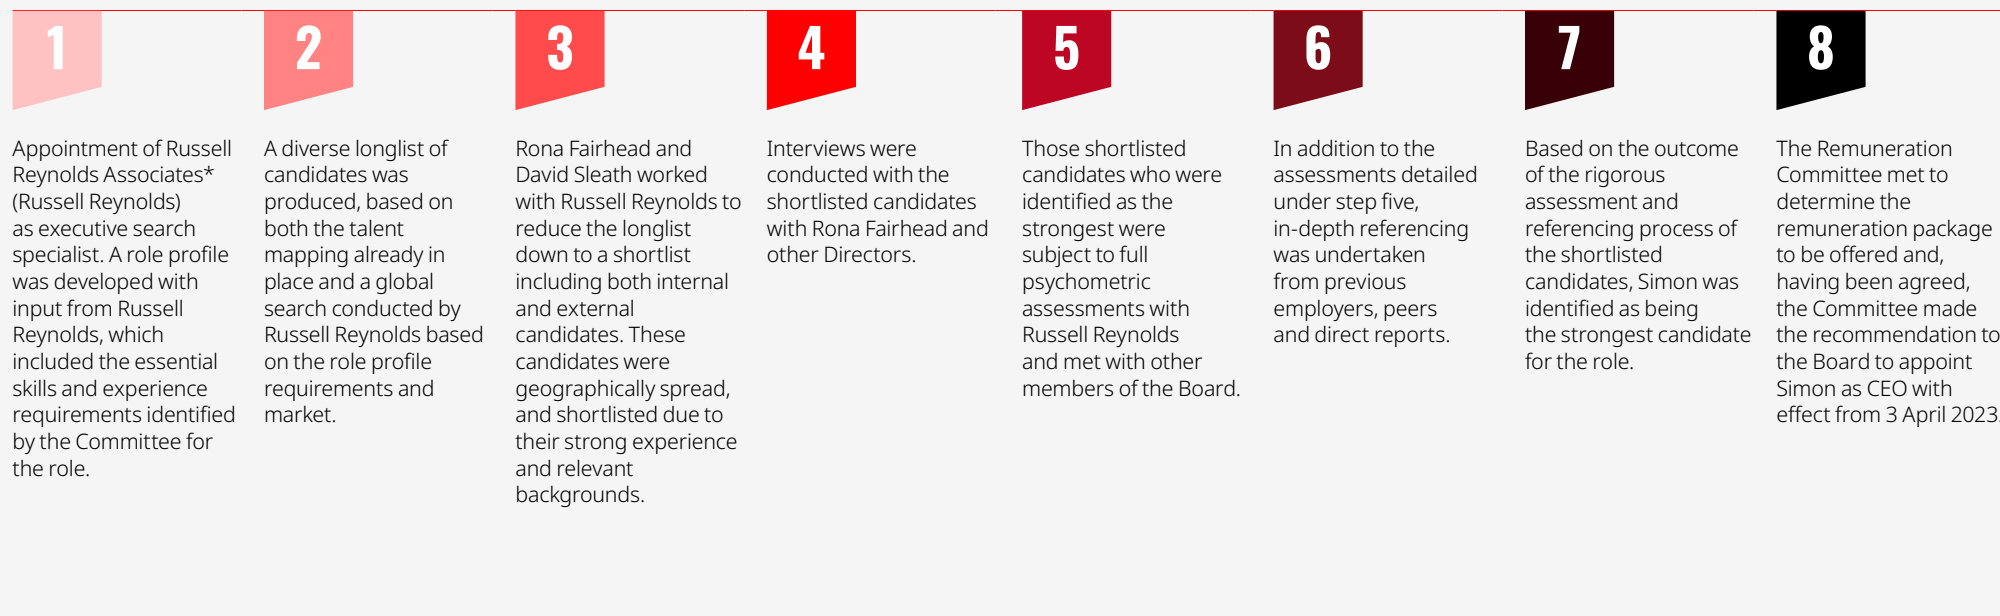 1
Appointment of Russell
Reynolds Associates*
(Russell Reynolds)
as executive search
specialist. A role profile
was developed with
input from Russell
Reynolds, which
included the essential
skills and experience
requirements identified
by the Committee for
the role.
2
A diverse longlist of
candidates was
produced, based on
both the talent
mapping already in
place and a global
search conducted by
Russell Reynolds based
on the role profile
requirements and
market.
3
Rona Fairhead and
David Sleath worked
with Russell Reynolds to
reduce the longlist
down to a shortlist
including both internal
and external
candidates. These
candidates were
geographically spread,
and shortlisted due to
their strong experience
and relevant
backgrounds.
4
Interviews were
conducted with the
shortlisted candidates
with Rona Fairhead and
other Directors.
5
Those shortlisted
candidates who were
identified as the
strongest were
subject to full
psychometric
assessments with
Russell Reynolds
and met with other
members of the Board.
6
In addition to the
assessments detailed
under step five,
in-depth referencing
was undertaken
from previous
employers, peers
and direct reports.
7
Based on the outcome
of the rigorous
assessment and
referencing process of
the shortlisted
candidates, Simon was
identified as being
the strongest candidate
for the role.
8
The Remuneration
Committee met to
determine the
remuneration package
to be offered and,
having been agreed,
the Committee made
the recommendation to
the Board to appoint
Simon as CEO with
effect from 3 April 2023.